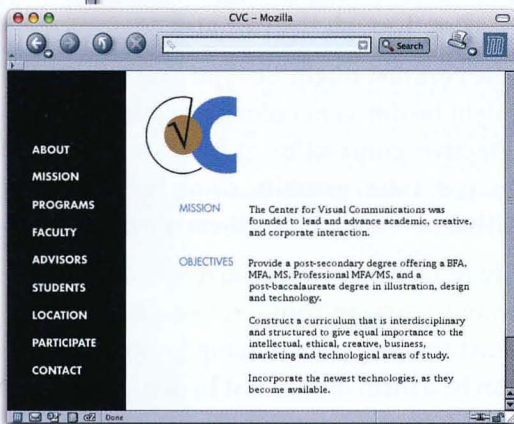 CVC – Mozilla
Search
ABOUT
MISSION
PROGRAMS
FACULTY
ADVISORS
STUDENTS
LOCATION
PARTICIPATE
CONTACT
C√C
MISSION
The Center for Visual Communications was
founded to lead and advance academic, creative,
and corporate interaction.
OBJECTIVES
Provide a post-secondary degree offering a BFA,
MFA, MS, Professional MFA/MS, and a
post-baccalaureate degree in illustration, design
and technology.
Construct a curriculum that is interdisciplinary
and structured to give equal importance to the
intellectual, ethical, creative, business,
marketing and technological areas of study.
Incorporate the newest technologies, as they
become available.
Done